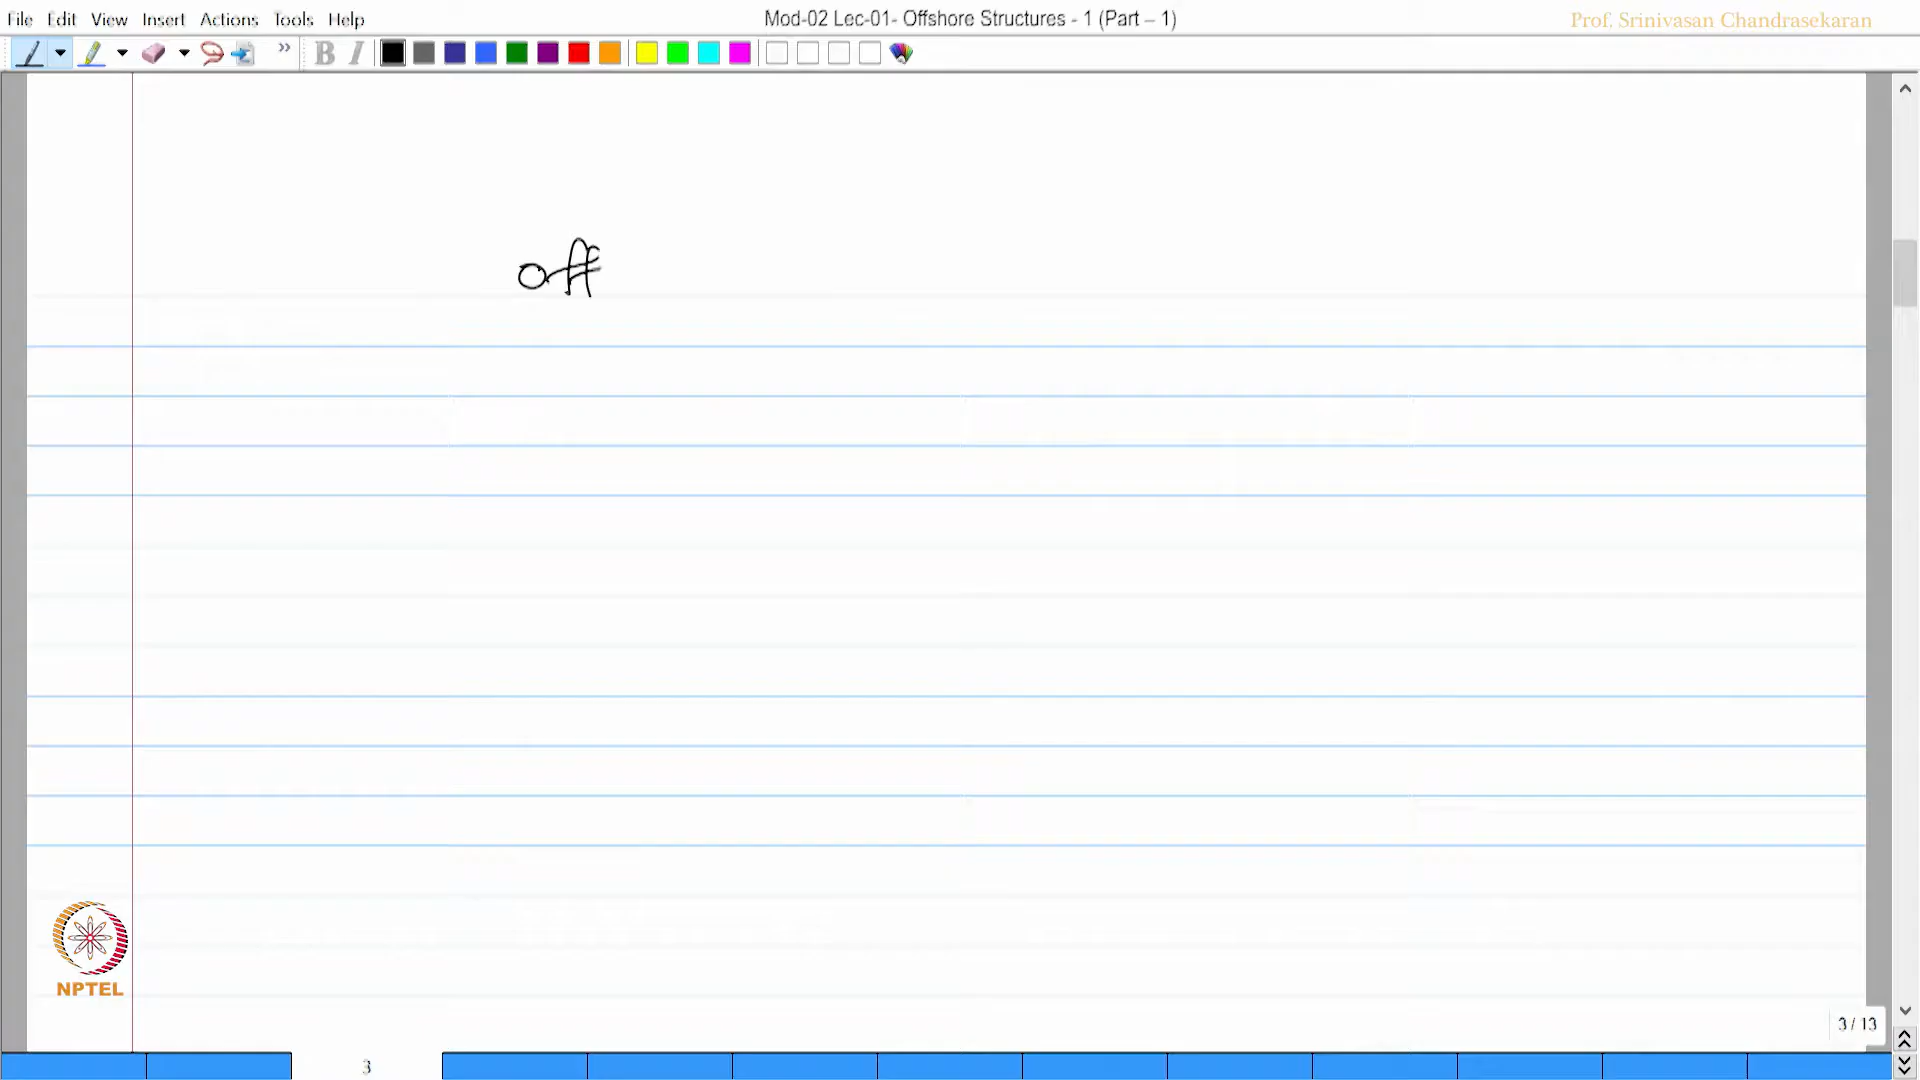 File Edit View Insert Actions Tools Help
Mod-02 Lec-01- Offshore Structures - 1 (Part – 1)
Prof. Srinivasan Chandrasekaran
B I
off
NPTEL
3 / 13
3